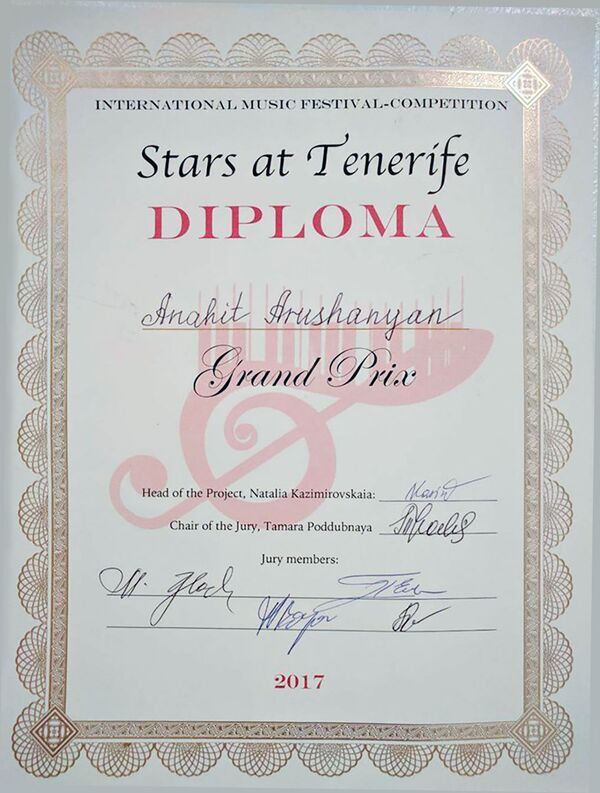 INTERNATIONAL MUSIC FESTIVAL-COMPETITION
Stars at Tenerife
DIPLOMA
Anahit Arushanyan
Grand Prix
Head of the Project, Natalia Kazimirovskaia:
Chair of the Jury, Tamara Poddubnaya
Jury members:
2017